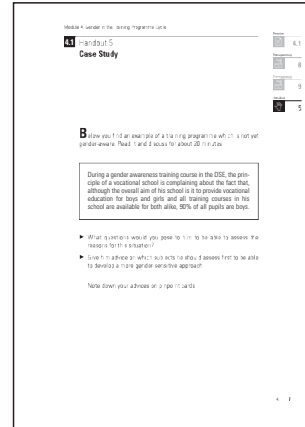 Module 4: Gender in the Training Programme Cycle
4.1 Handout 5
Case Study
4.1
8
9
5
Below you find an example of a training programme which is not yet
gender-aware. Read it and discuss for about 20 minutes
During a gender awareness training course in the DSE, the prin-
ciple of a vocational school is complaining about the fact that,
although the overall aim of his school is it to provide vocational
education for boys and girls and all training courses in his
school are available for both alike, 90% of all pupils are boys.
► What questions would you pose to him to be able to assess the
reasons for this situation?
► Give him advice on which subjects he should assess first to be able
to develop a more gender sensitive approach
Note down your advices on pinpoint cards